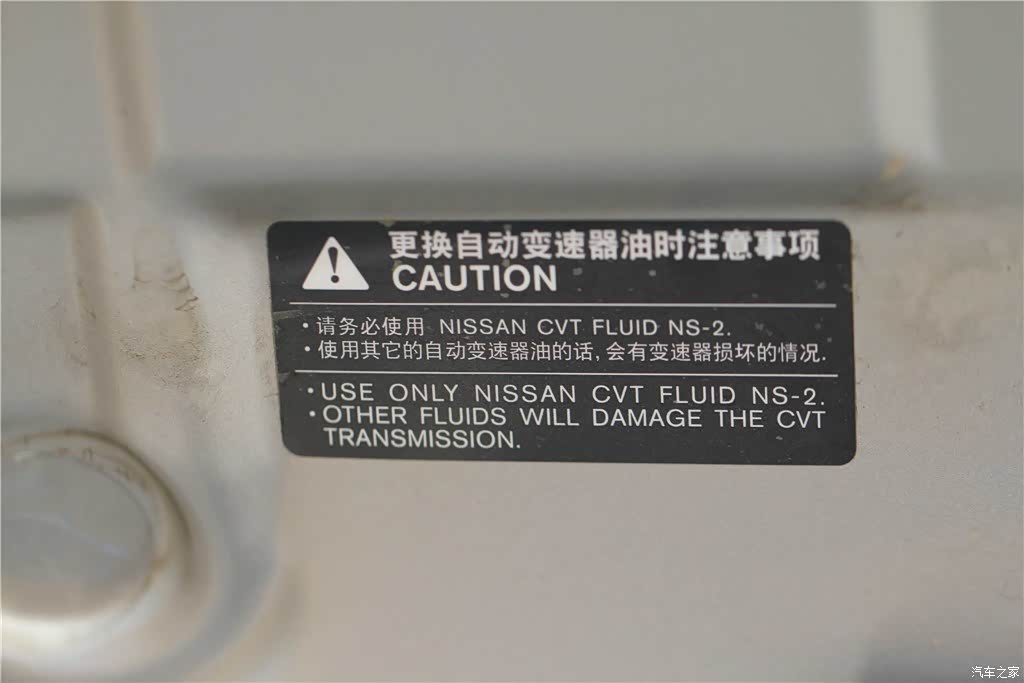 更换自动变速器油时注意事项
CAUTION
·请务必使用 NISSAN CVT FLUID NS-2.
·使用其它的自动变速器油的话,会有变速器损坏的情况.
·USE ONLY NISSAN CVT FLUID NS-2.
·OTHER FLUIDS WILL DAMAGE THE CVT
TRANSMISSION.
汽车之家